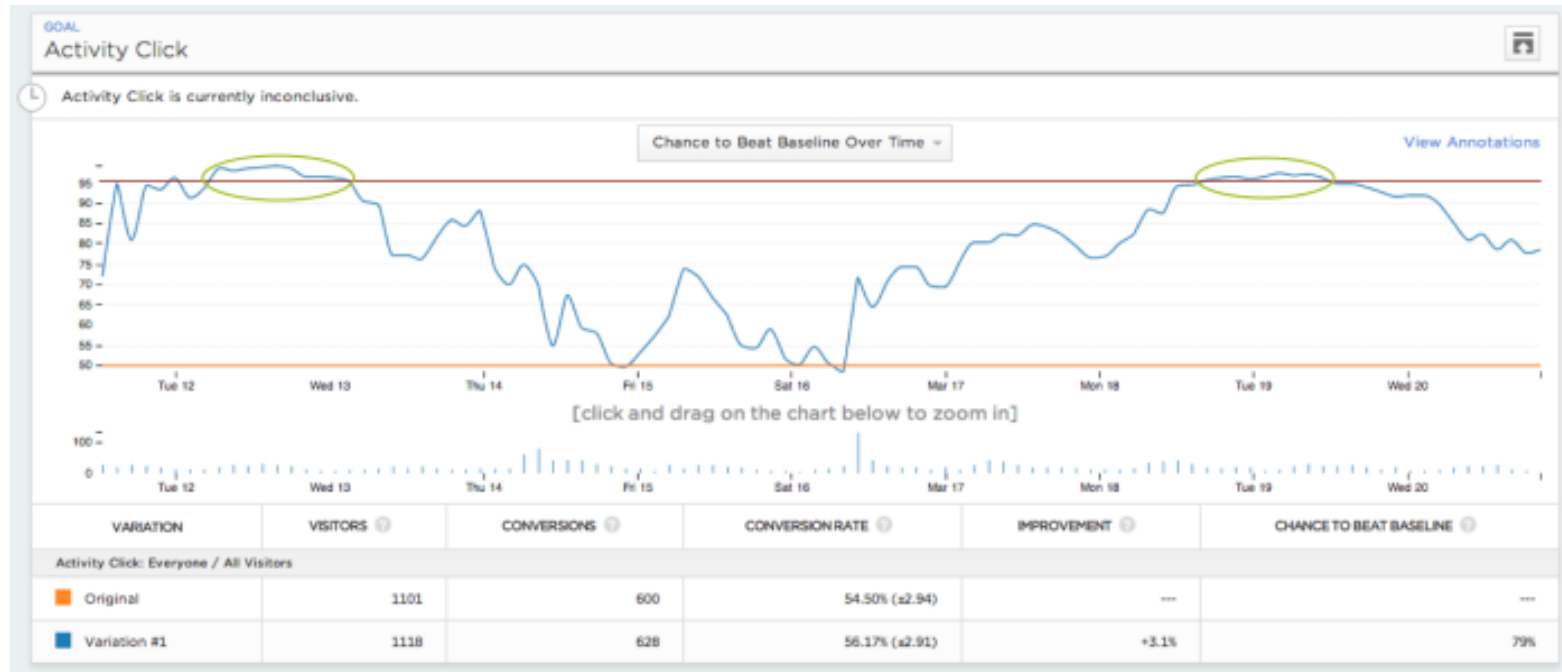 GOAL
Activity Click
Activity Click is currently inconclusive.
Chance to Beat Baseline Over Time
View Annotations
95
90
85
80
75
70
65
60
55
50
Tue 12 Wed 13 Thu 14 Fri 15 Sat 16 Mar 17 Mon 18 Tue 19 Wed 20
[click and drag on the chart below to zoom in]
100
0
Tue 12 Wed 13 Thu 14 Fri 15 Sat 16 Mar 17 Mon 18 Tue 19 Wed 20
VARIATION VISITORS ? CONVERSIONS ? CONVERSION RATE ? IMPROVEMENT ? CHANCE TO BEAT BASELINE ?
Activity Click: Everyone / All Visitors
Original 1101 600 54.50% (±2.94) --- ---
Variation #1 1118 628 56.17% (±2.91) +3.1% 79%